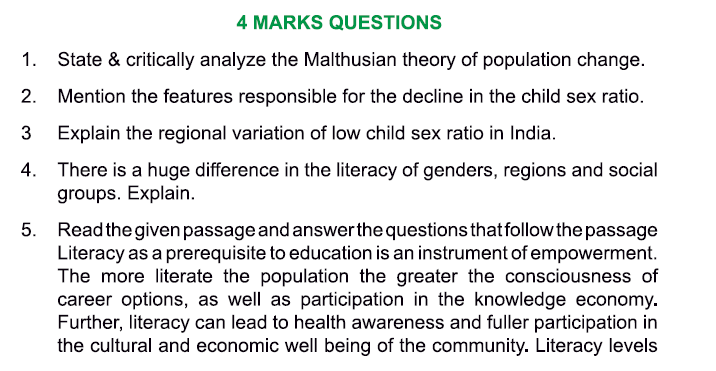 4 MARKS QUESTIONS
1. State & critically analyze the Malthusian theory of population change.
2. Mention the features responsible for the decline in the child sex ratio.
3 Explain the regional variation of low child sex ratio in India.
4. There is a huge difference in the literacy of genders, regions and social
groups. Explain.
5. Read the given passage and answer the questions that follow the passage
Literacy as a prerequisite to education is an instrument of empowerment.
The more literate the population the greater the consciousness of
career options, as well as participation in the knowledge economy.
Further, literacy can lead to health awareness and fuller participation in
the cultural and economic well being of the community. Literacy levels